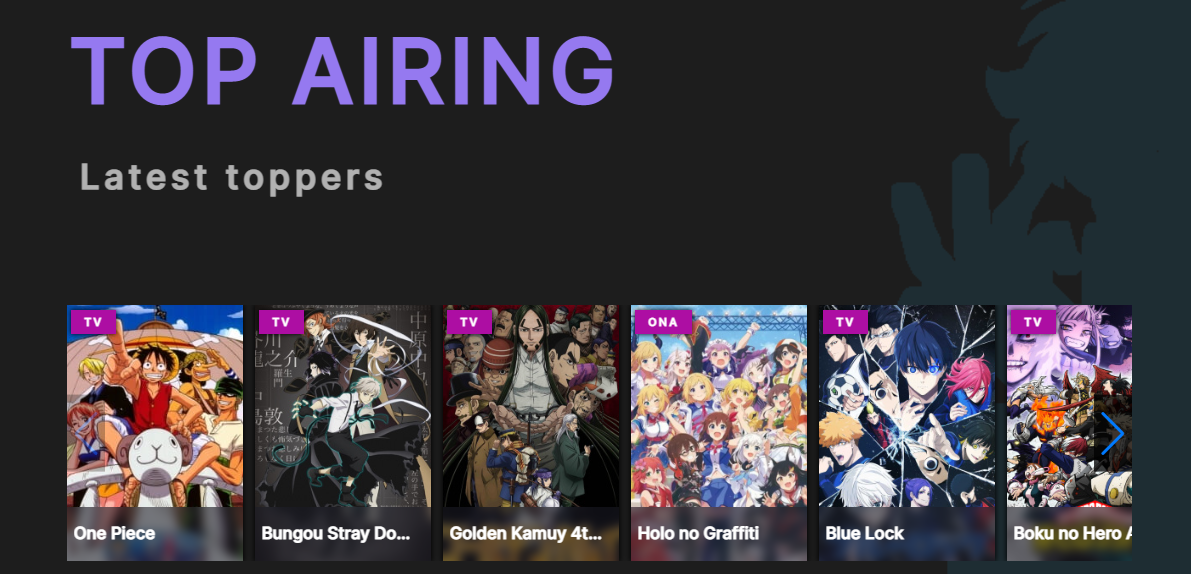 TOP AIRING
Latest toppers
TV
TV
TV
ONA
TV
TV
One Piece
Bungou Stray Do...
Golden Kamuy 4t...
Holo no Graffiti
Blue Lock
Boku no Hero A